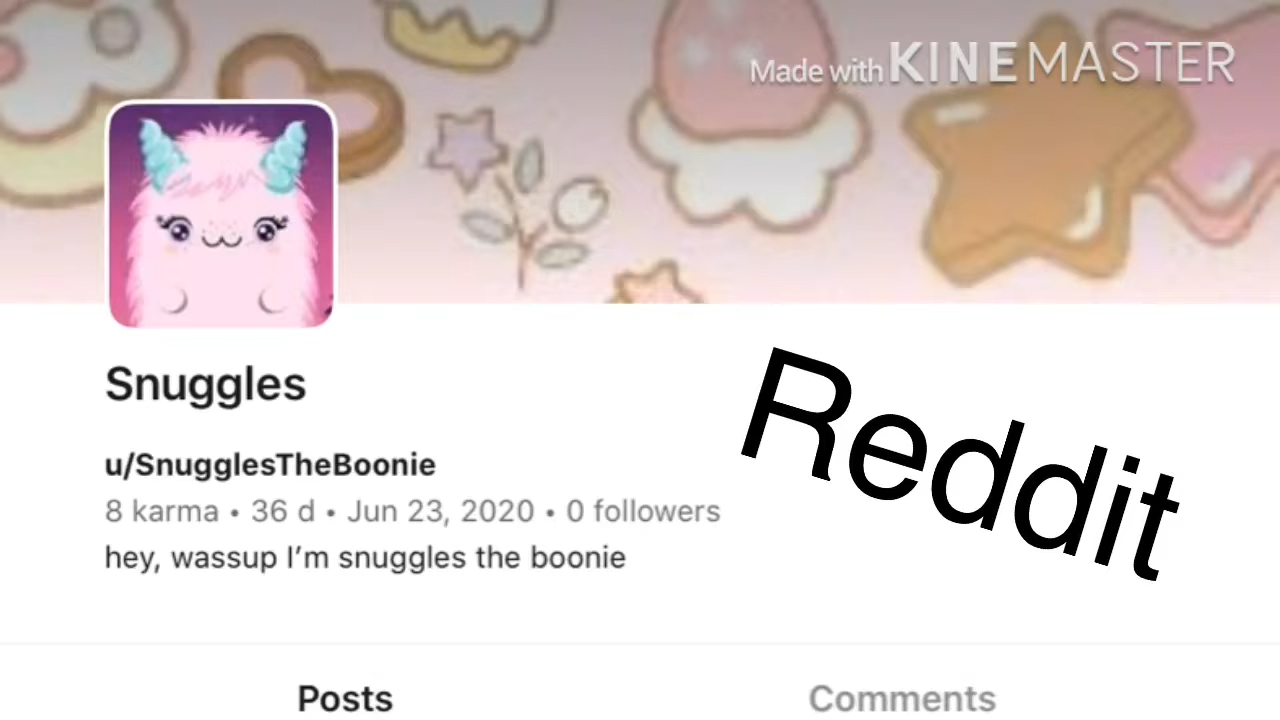 Made with KINEMASTER
Snuggles
Reddit
u/SnugglesTheBoonie
8 karma • 36 d • Jun 23, 2020 • 0 followers
hey, wassup I’m snuggles the boonie
Posts
Comments